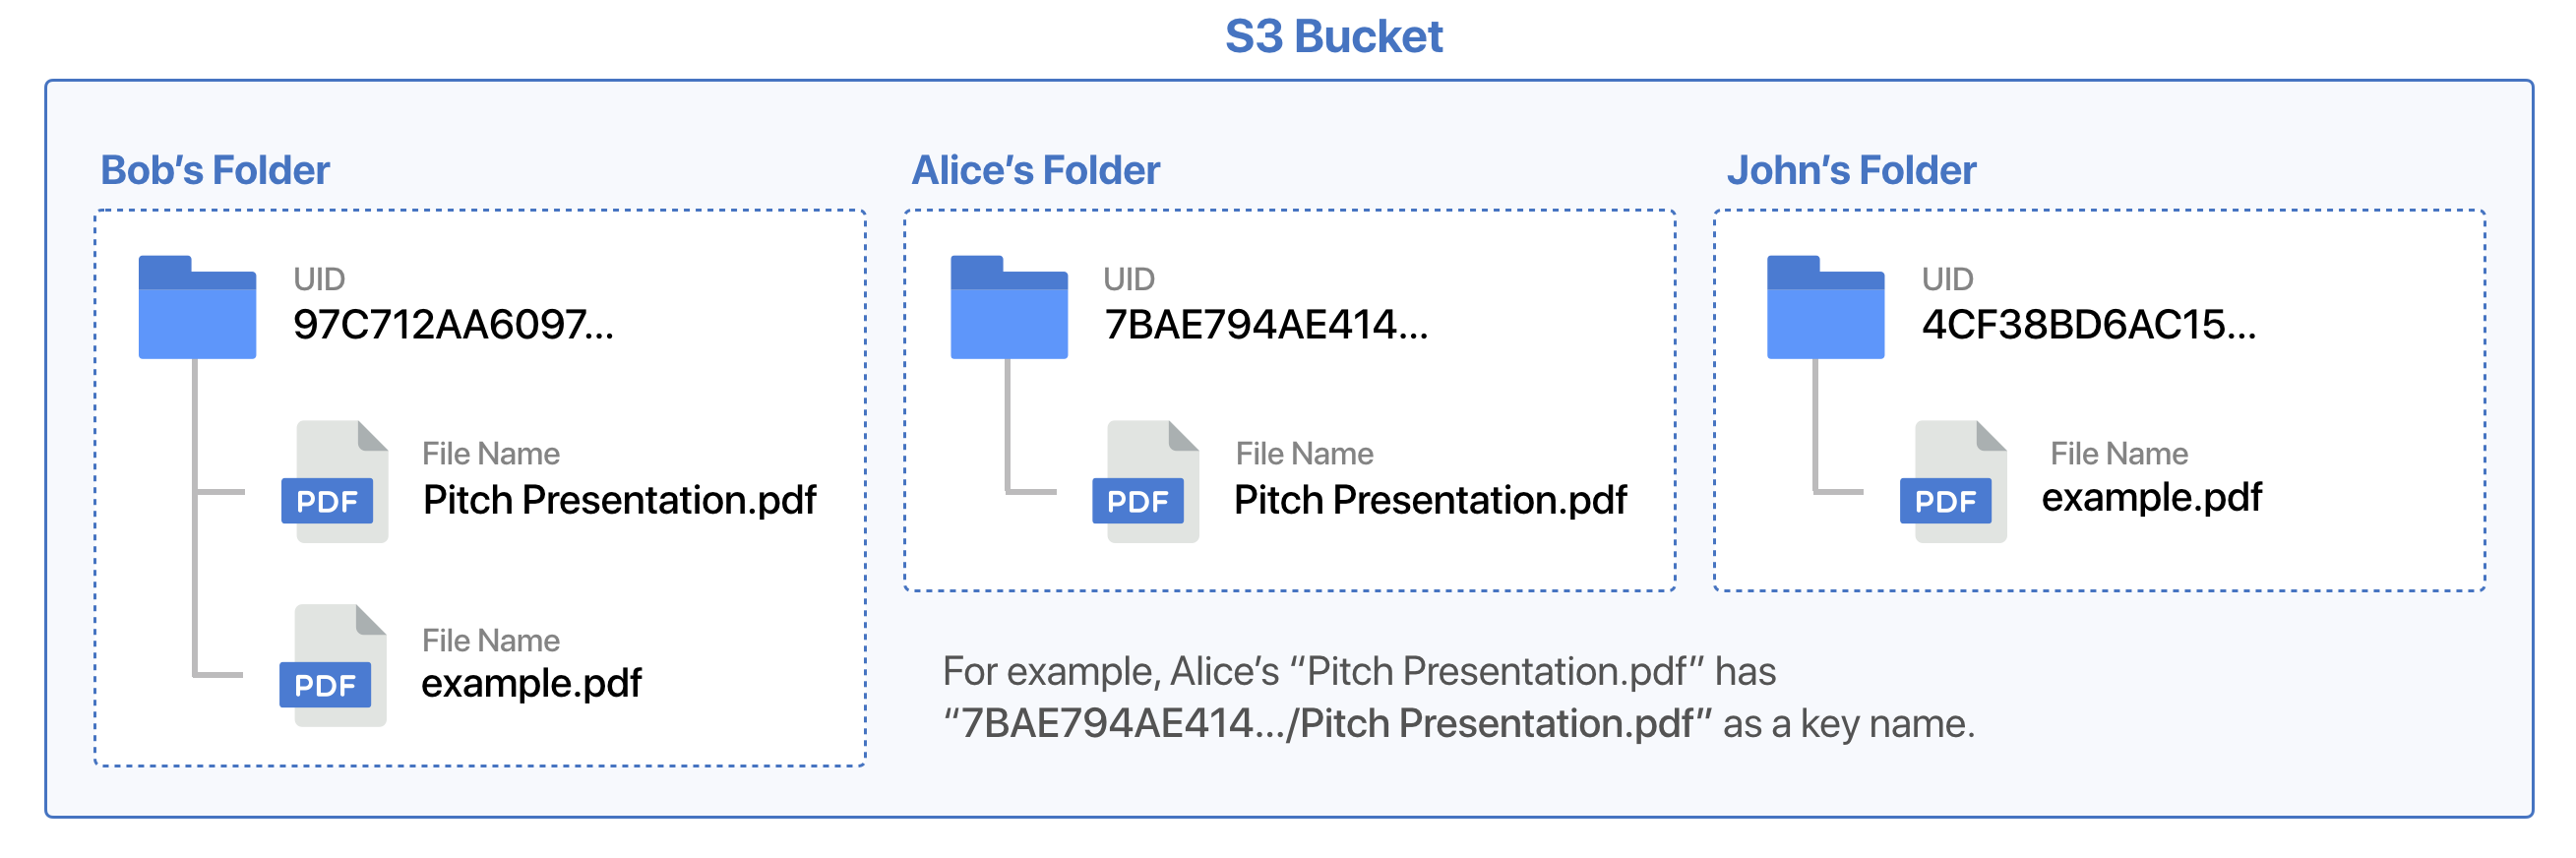 S3 Bucket
Bob’s Folder
UID
97C712AA6097...
PDF
File Name
Pitch Presentation.pdf
PDF
File Name
example.pdf
Alice’s Folder
UID
7BAE794AE414...
PDF
File Name
Pitch Presentation.pdf
John’s Folder
UID
4CF38BD6AC15...
PDF
File Name
example.pdf
For example, Alice’s “Pitch Presentation.pdf” has
“7BAE794AE414.../Pitch Presentation.pdf” as a key name.